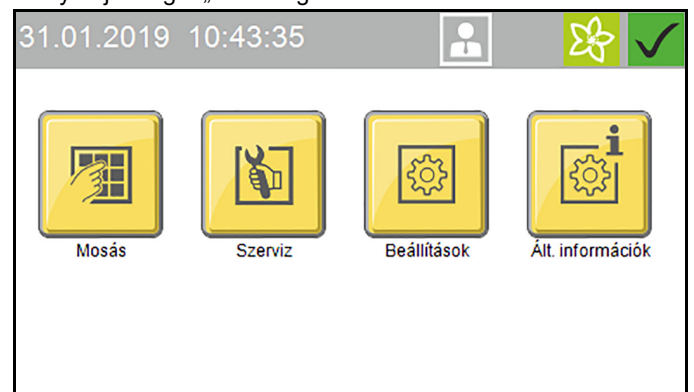 31.01.2019 10:43:35
Mosás
Szerviz
Beállítások
Ált. információk